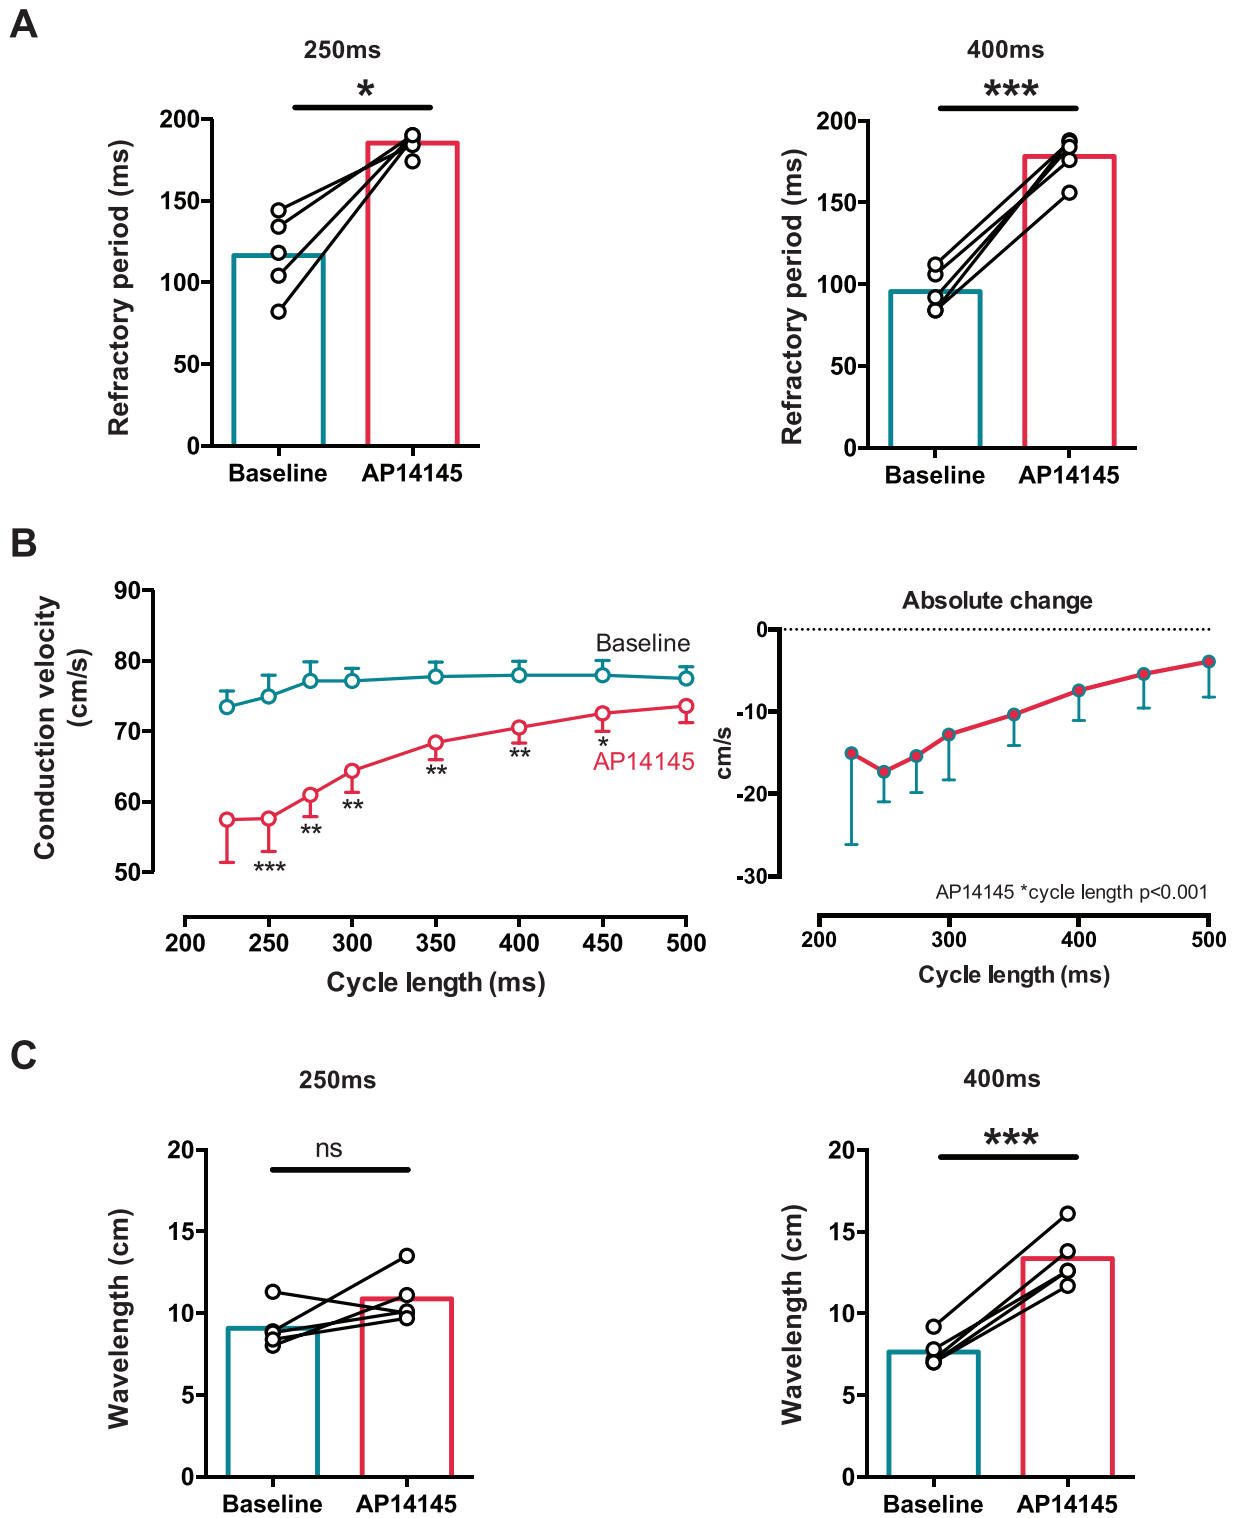 A
250ms
*
Refractory period (ms)
200
150
100
50
0
Baseline AP14145
400ms
***
Refractory period (ms)
200
150
100
50
0
Baseline AP14145
B
Conduction velocity
(cm/s)
90
80
70
60
50
Baseline
AP14145
***
**
**
**
**
*
200 250 300 350 400 450 500
Cycle length (ms)
Absolute change
cm/s
0
-10
-20
-30
AP14145 *cycle length p<0.001
200 300 400 500
Cycle length (ms)
C
250ms
ns
Wavelength (cm)
20
15
10
5
0
Baseline AP14145
400ms
***
Wavelength (cm)
20
15
10
5
0
Baseline AP14145